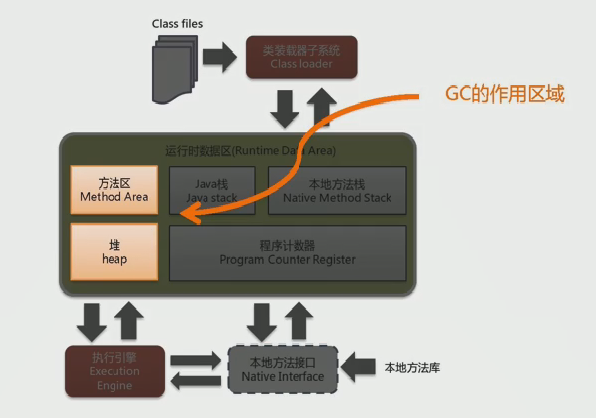 Class files
类装载器子系统
Class loader
GC的作用区域
运行时数据区(Runtime Data Area)
方法区
Method Area
Java栈
Java stack
本地方法栈
Native Method Stack
堆
heap
程序计数器
Program Counter Register
执行引擎
Execution
Engine
本地方法接口
Native Interface
本地方法库